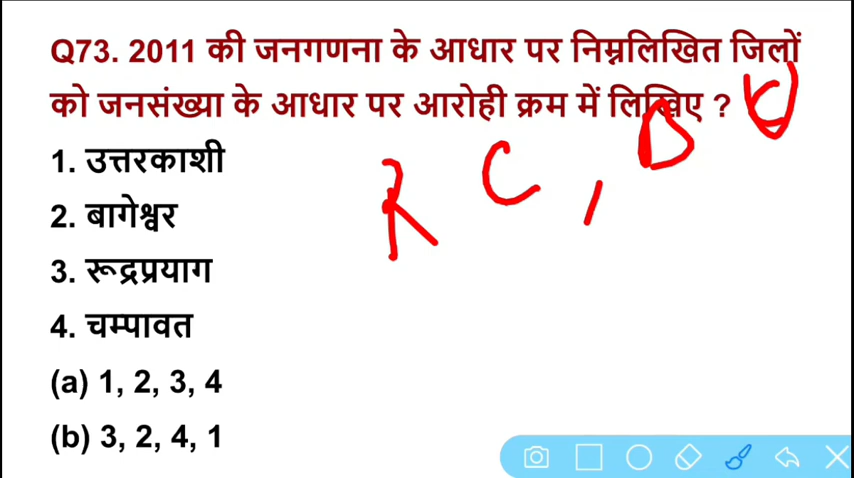 Q73. 2011 की जनगणना के आधार पर निम्नलिखित जिलों
को जनसंख्या के आधार पर आरोही क्रम में लिखिए ?
R C , B U
1. उत्तरकाशी
2. बागेश्वर
3. रूद्रप्रयाग
4. चम्पावत
(a) 1, 2, 3, 4
(b) 3, 2, 4, 1